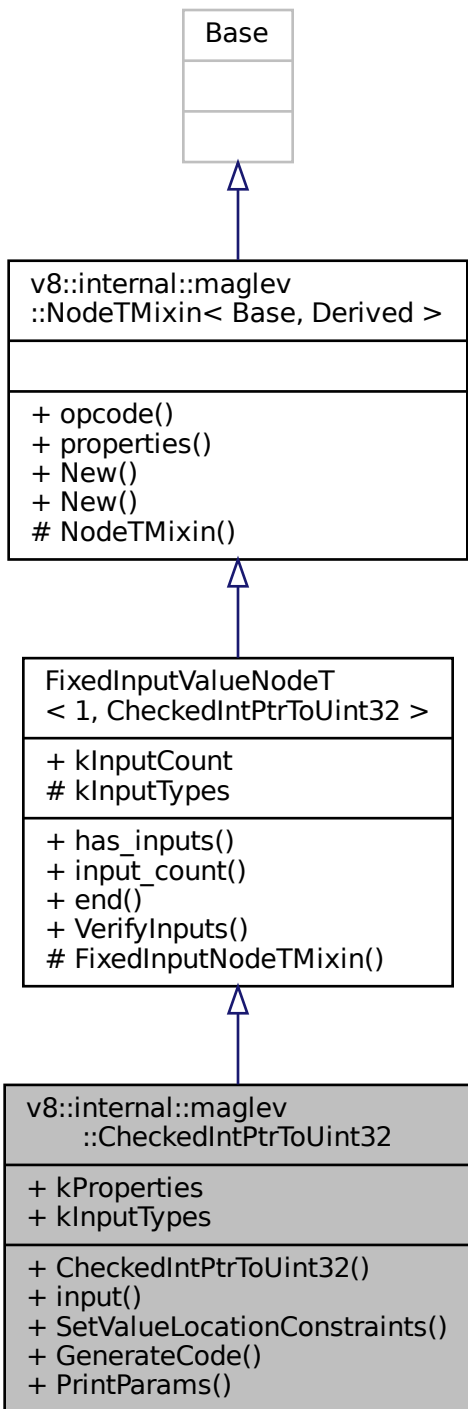 Base
v8::internal::maglev
::NodeTMixin< Base, Derived >
+ opcode()
+ properties()
+ New()
+ New()
# NodeTMixin()
FixedInputValueNodeT
< 1, CheckedIntPtrToUint32 >
+ kInputCount
# kInputTypes
+ has_inputs()
+ input_count()
+ end()
+ VerifyInputs()
# FixedInputNodeTMixin()
v8::internal::maglev
::CheckedIntPtrToUint32
+ kProperties
+ kInputTypes
+ CheckedIntPtrToUint32()
+ input()
+ SetValueLocationConstraints()
+ GenerateCode()
+ PrintParams()